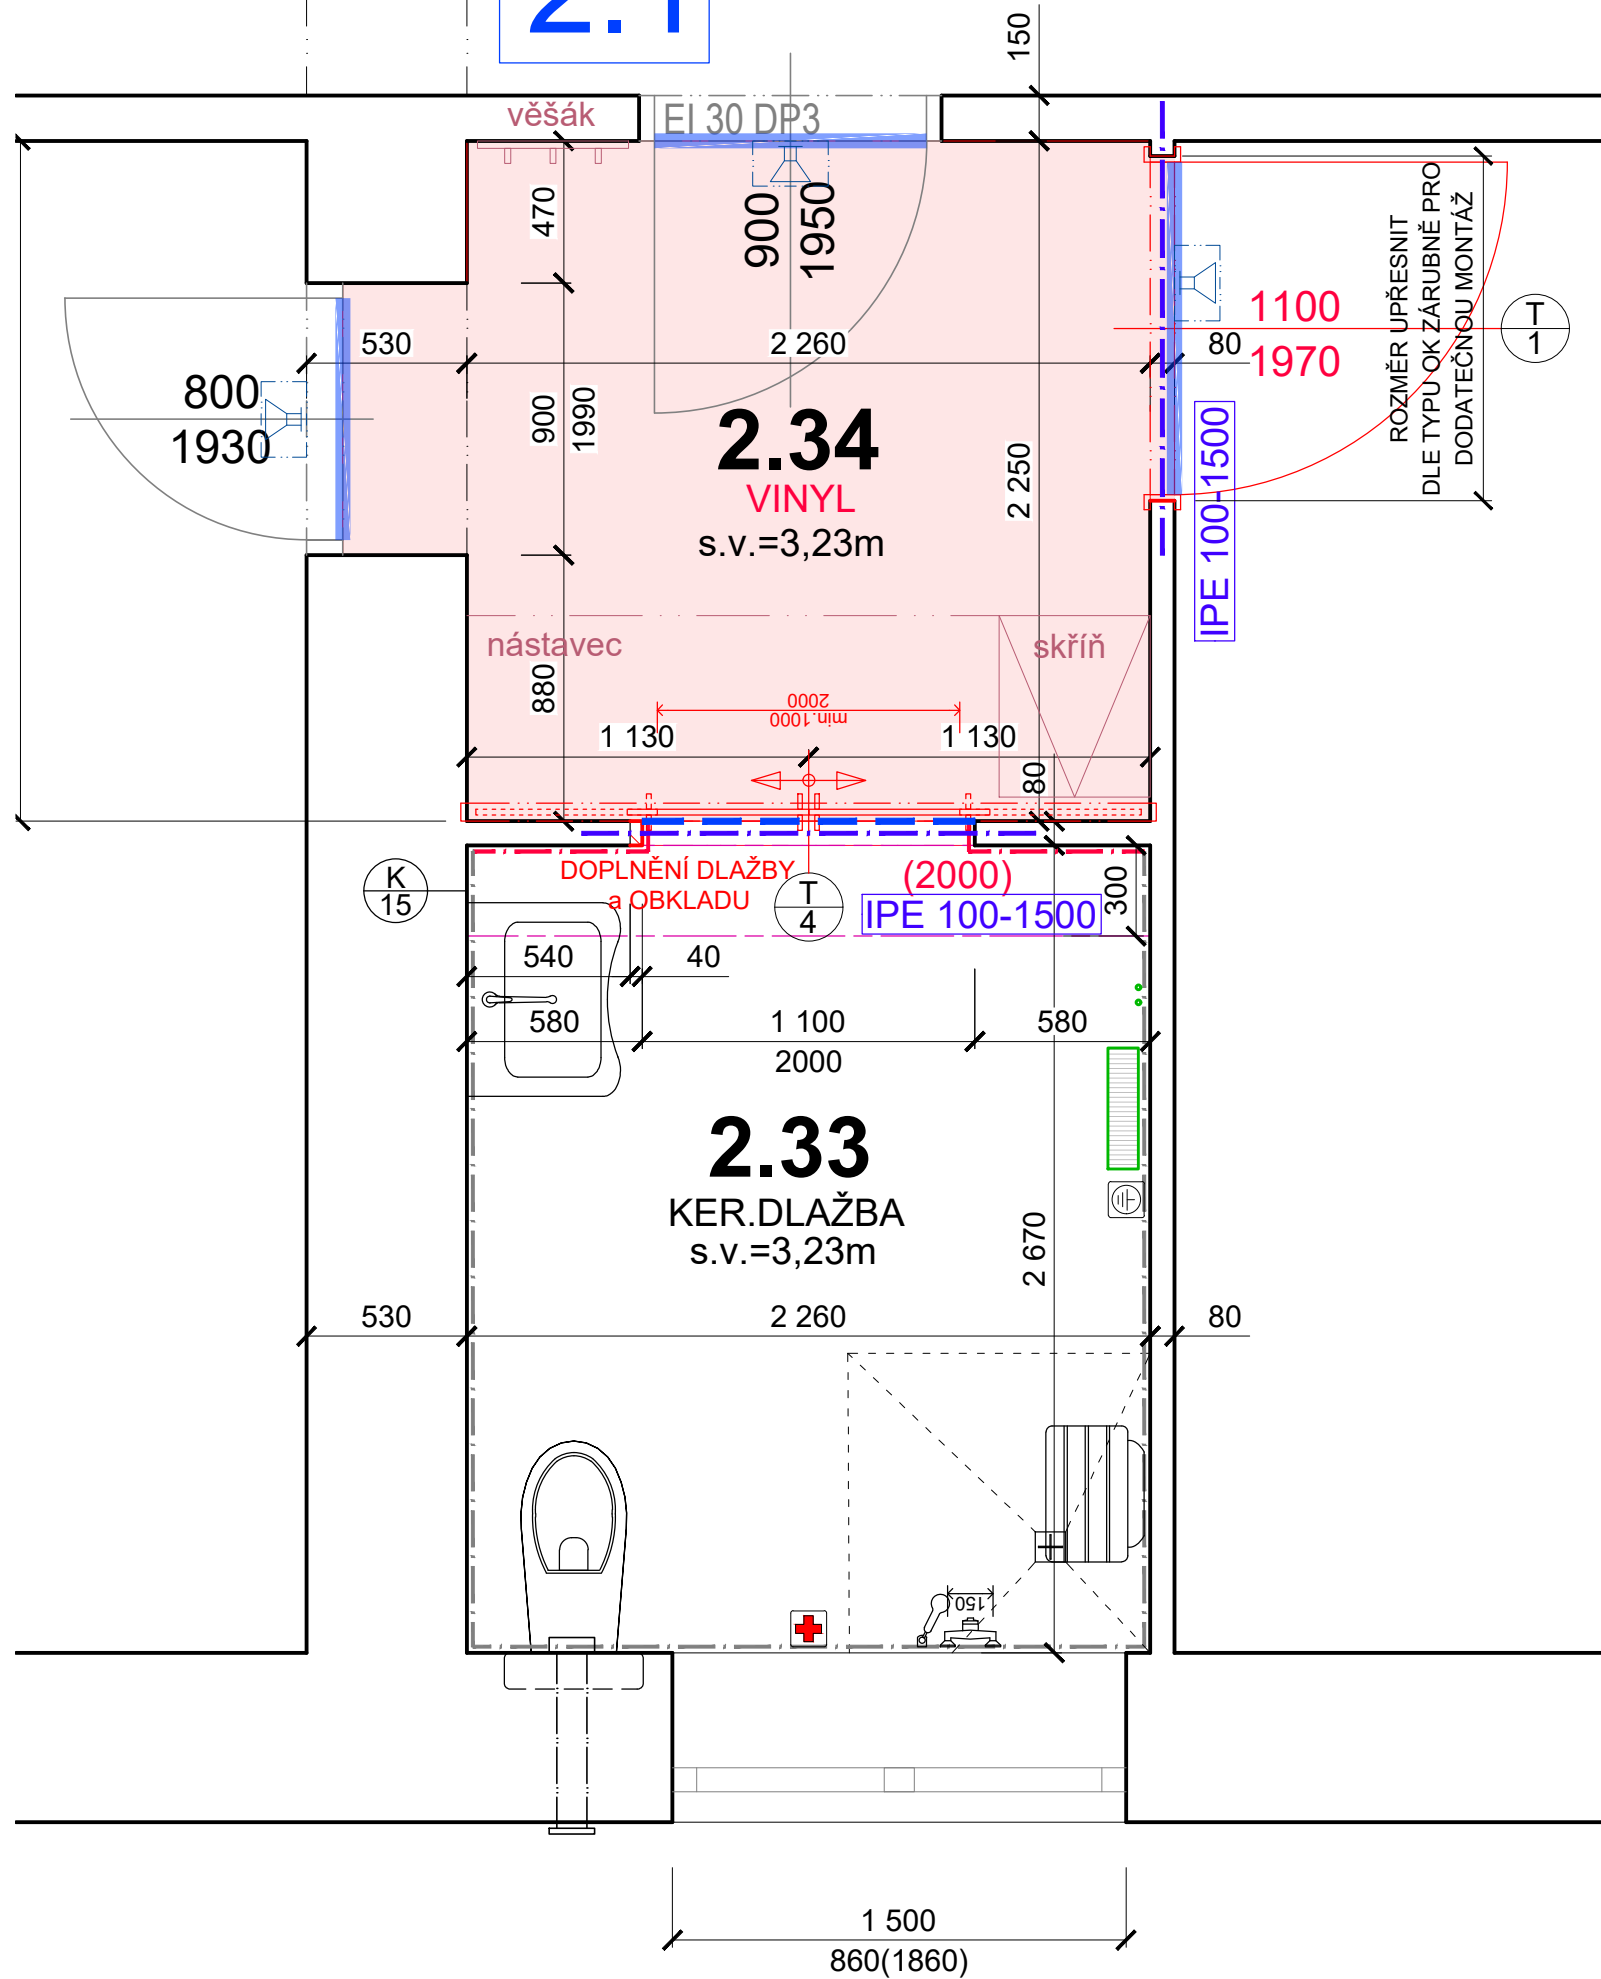 2.1
150
věšák
EI 30 DP3
470
900
1950
ROZMĚR UPŘESNIT
DLE TYPU OK ZÁRUBNĚ PRO
DODATEČNOU MONTÁŽ
1100
1970
T
1
530
2 260
80
800
1930
900
1990
2.34
VINYL
s.v.=3,23m
2 250
IPE 100-1500
nástavec
skříň
880
min.1000
2000
1 130
1 130
80
DOPLNĚNÍ DLAŽBY
a OBKLADU
K
15
T
4
(2000)
IPE 100-1500
300
540
40
580
1 100
580
2000
2.33
KER.DLAŽBA
s.v.=3,23m
2 670
530
2 260
80
150
1 500
860(1860)